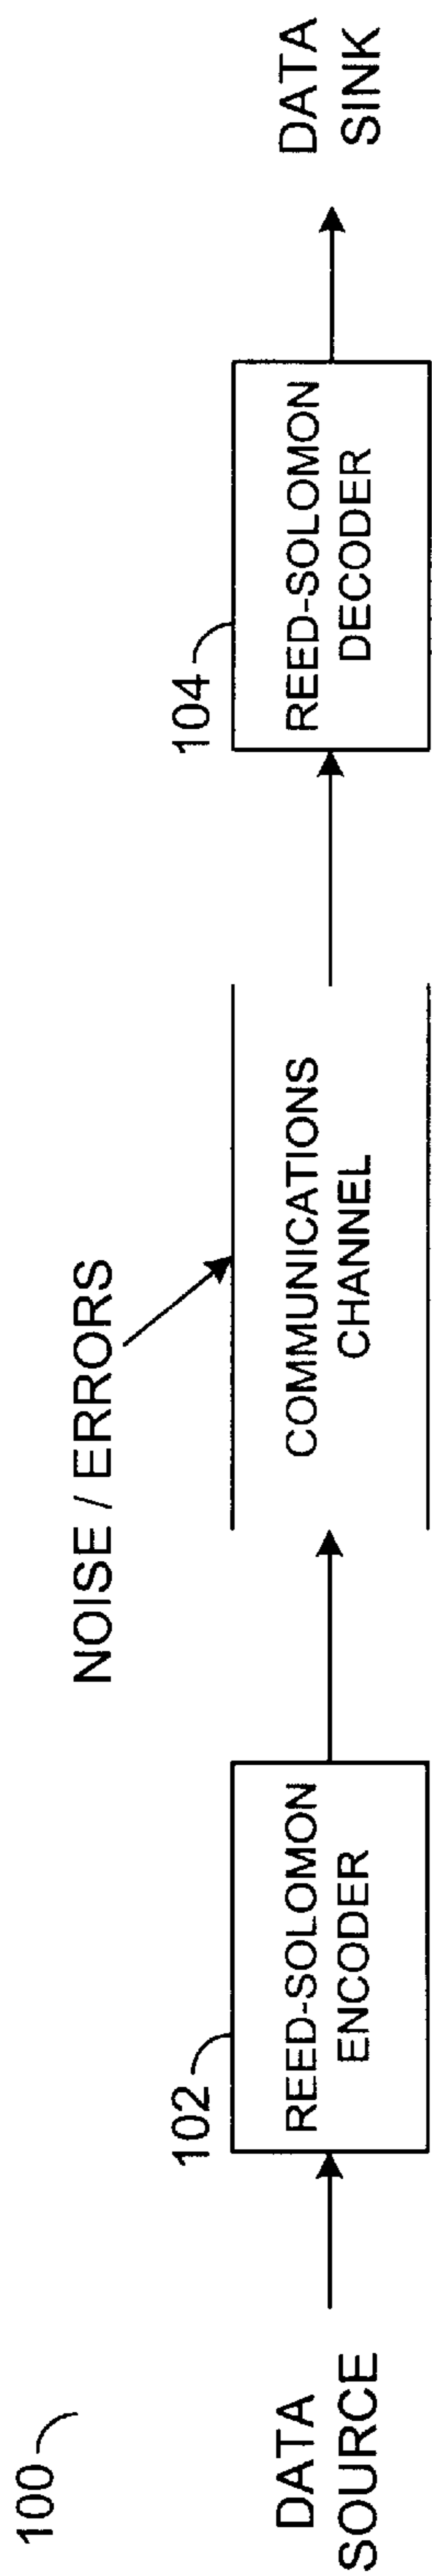 100
DATA
SOURCE
102
REED-SOLOMON
ENCODER
NOISE / ERRORS
COMMUNICATIONS
CHANNEL
104
REED-SOLOMON
DECODER
DATA
SINK